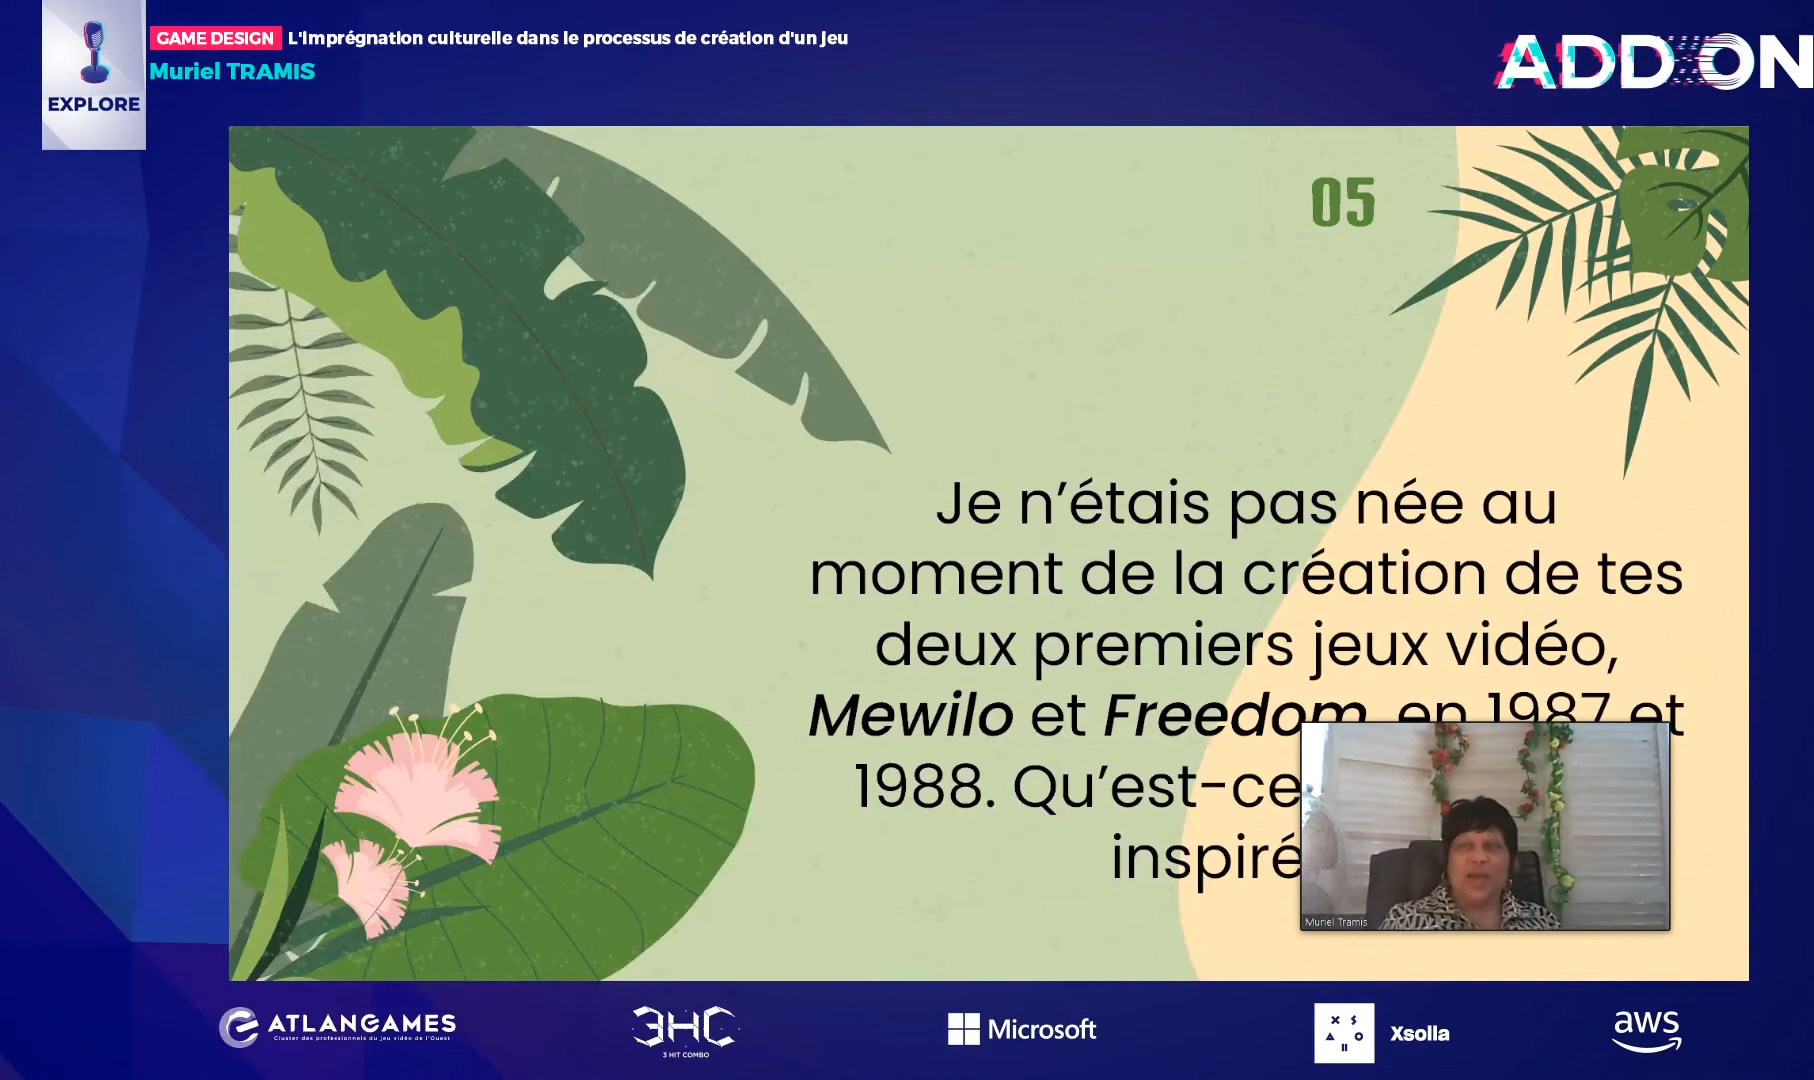 EXPLORE
GAME DESIGN L'imprégnation culturelle dans le processus de création d'un jeu
Muriel TRAMIS
ADD ON
05
Je n'étais pas née au
moment de la création de tes
deux premiers jeux vidéo,
Mewilo et Freedom, en 1987 et
1988. Qu'est-ce
inspiré
Muriel Tramis
ATLANGAMES
Cluster des professionnels du jeu vidéo de l'Ouest
3HC
3 HIT COMBO
Microsoft
Xsolla
aws